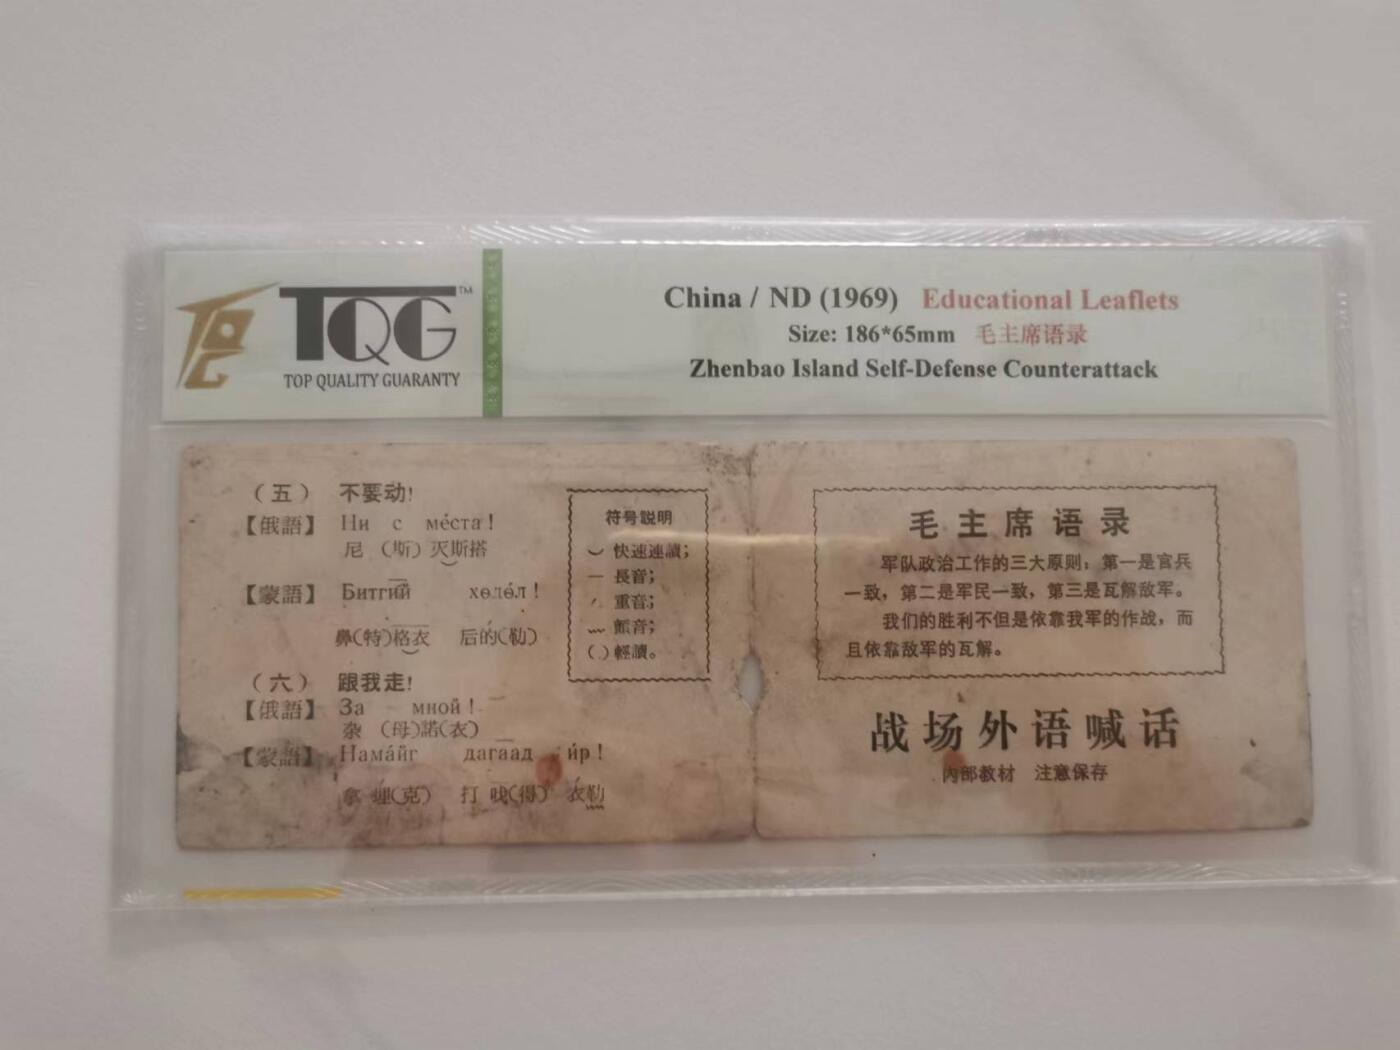 TQG™
TOP QUALITY GUARANTY
China / ND (1969) Educational Leaflets
Size: 186*65mm 毛主席语录
Zhenbao Island Self-Defense Counterattack
（五） 不要动!
【俄語】 Ни с мéста!
尼 （斯）灭斯搭
【蒙語】 Битгий хөлөл!
鼻(特)格衣 后的(勒)
（六） 跟我走!
【俄語】 За мной!
杂 (母)諾(衣)
【蒙語】 Намáйг дагаад и́р!
拿 埋(克) 打 嘎(得) 衣勒
符号説明
快速連讀;
長音;
重音;
顫音;
( )輕讀。
毛主席语录
军队政治工作的三大原则：第一是官兵
一致，第二是军民一致，第三是瓦解敌军。
我们的胜利不但是依靠我军的作战，而
且依靠敌军的瓦解。
战场外语喊话
内部教材 注意保存